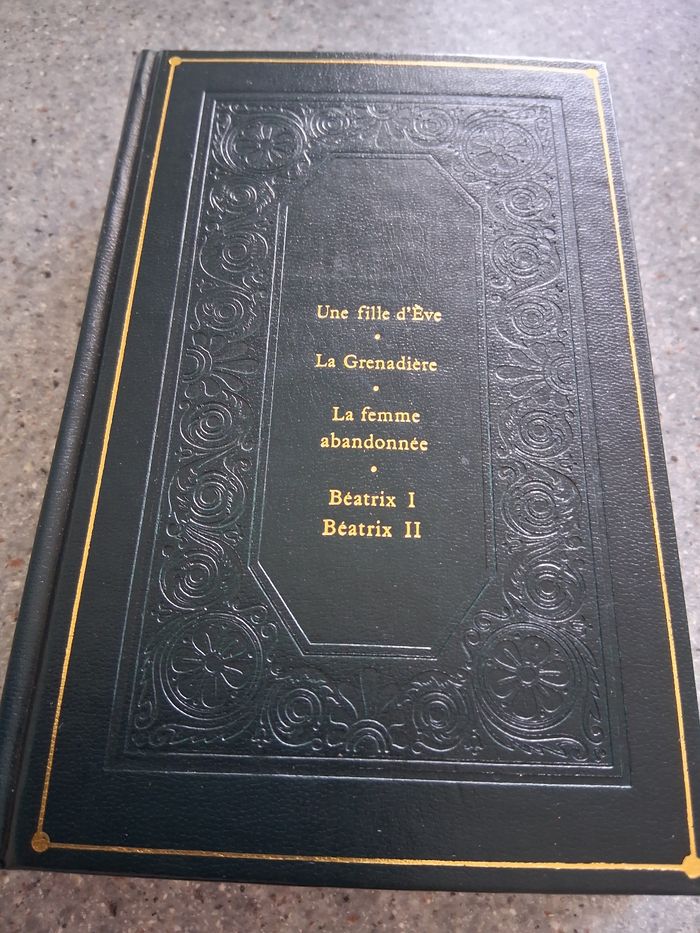 Une fille d'Ève
•
La Grenadière
•
La femme
abandonnée
•
Béatrix I
Béatrix II